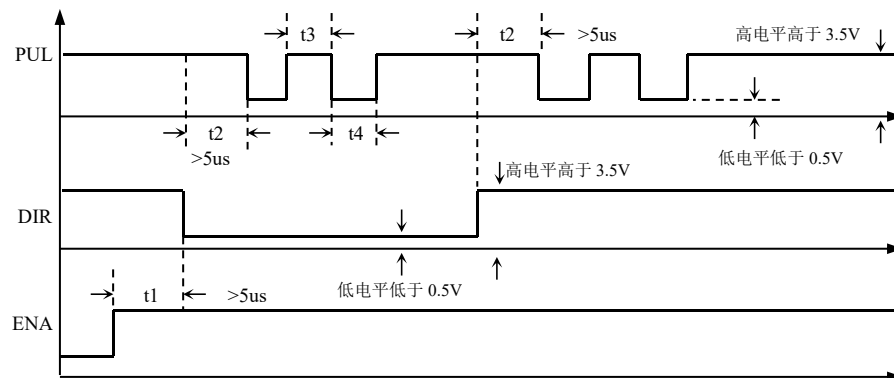 t3
t2
>5us
高电平高于 3.5V
PUL
t2
t4
>5us
低电平低于 0.5V
高电平高于 3.5V
DIR
t1
>5us
低电平低于 0.5V
ENA